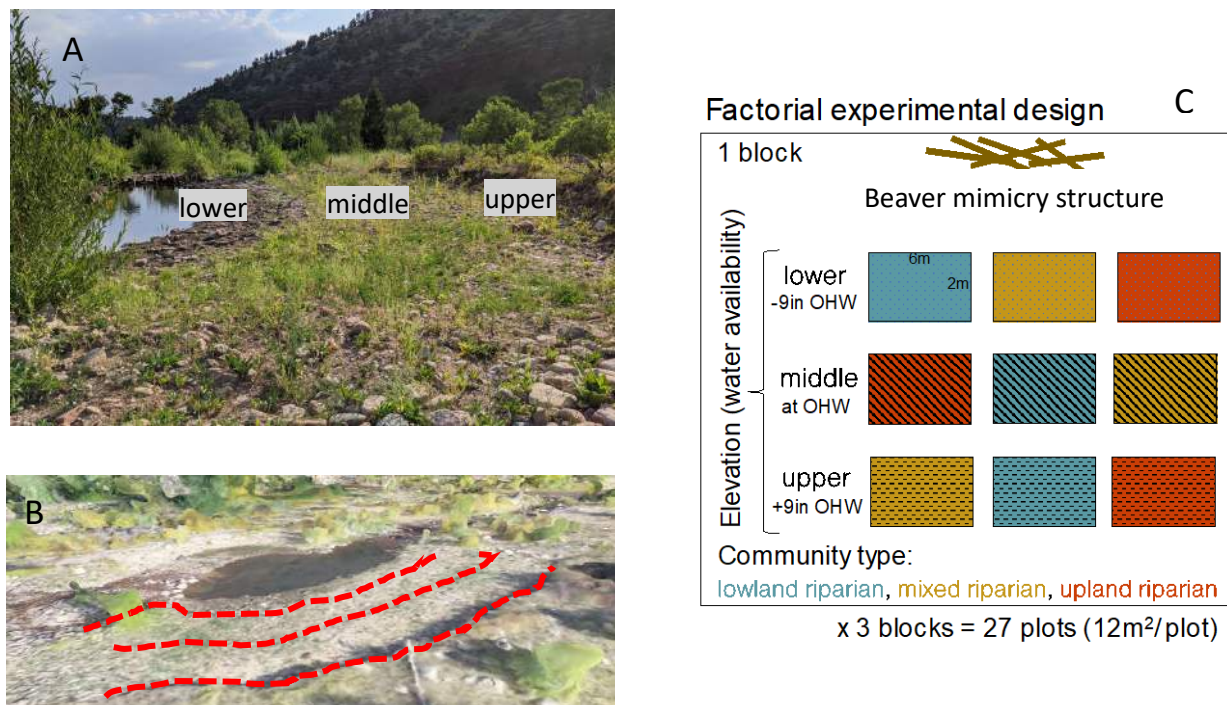 A
lower
middle
upper
B
C
Factorial experimental design
1 block
Beaver mimicry structure
Elevation (water availability)
lower
-9in OHW
6m
2m
middle
at OHW
upper
+9in OHW
Community type:
lowland riparian, mixed riparian, upland riparian
x 3 blocks = 27 plots (12m²/plot)